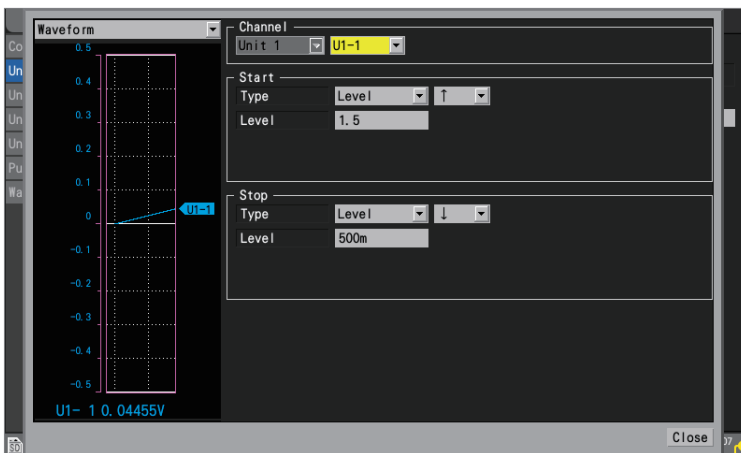 Waveform
0.5
0.4
0.3
0.2
0.1
0
-0.1
-0.2
-0.3
-0.4
-0.5
U1-1
U1- 1 0.04455V
Channel
Unit 1 U1-1
Start
Type Level ↑
Level 1.5
Stop
Type Level ↓
Level 500m
Close
Co
Un
Un
Un
Un
Pu
Wa
SD
07